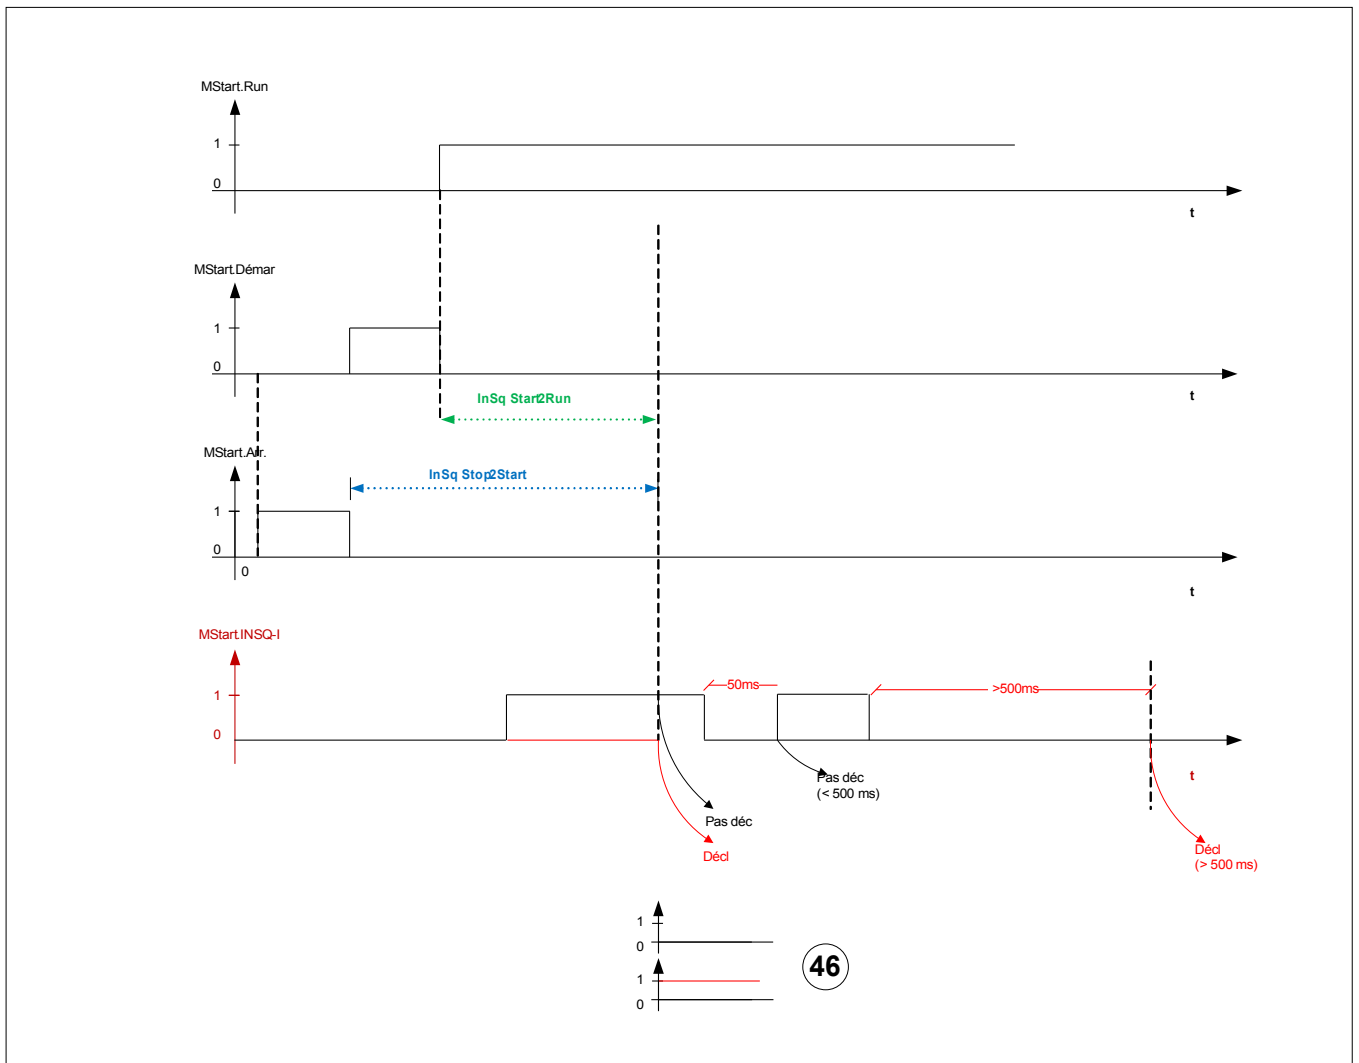 MStart.Run
1
0
t
MStart.Démar
1
0
t
InSq Start2Run
MStart.Arr.
InSq Stop2Start
1
0
0
t
MStart.INSQ-I
50ms
>500ms
1
0
t
Pas déc
(< 500 ms)
Pas déc
Décl
Décl
(> 500 ms)
1
0
46
1
0